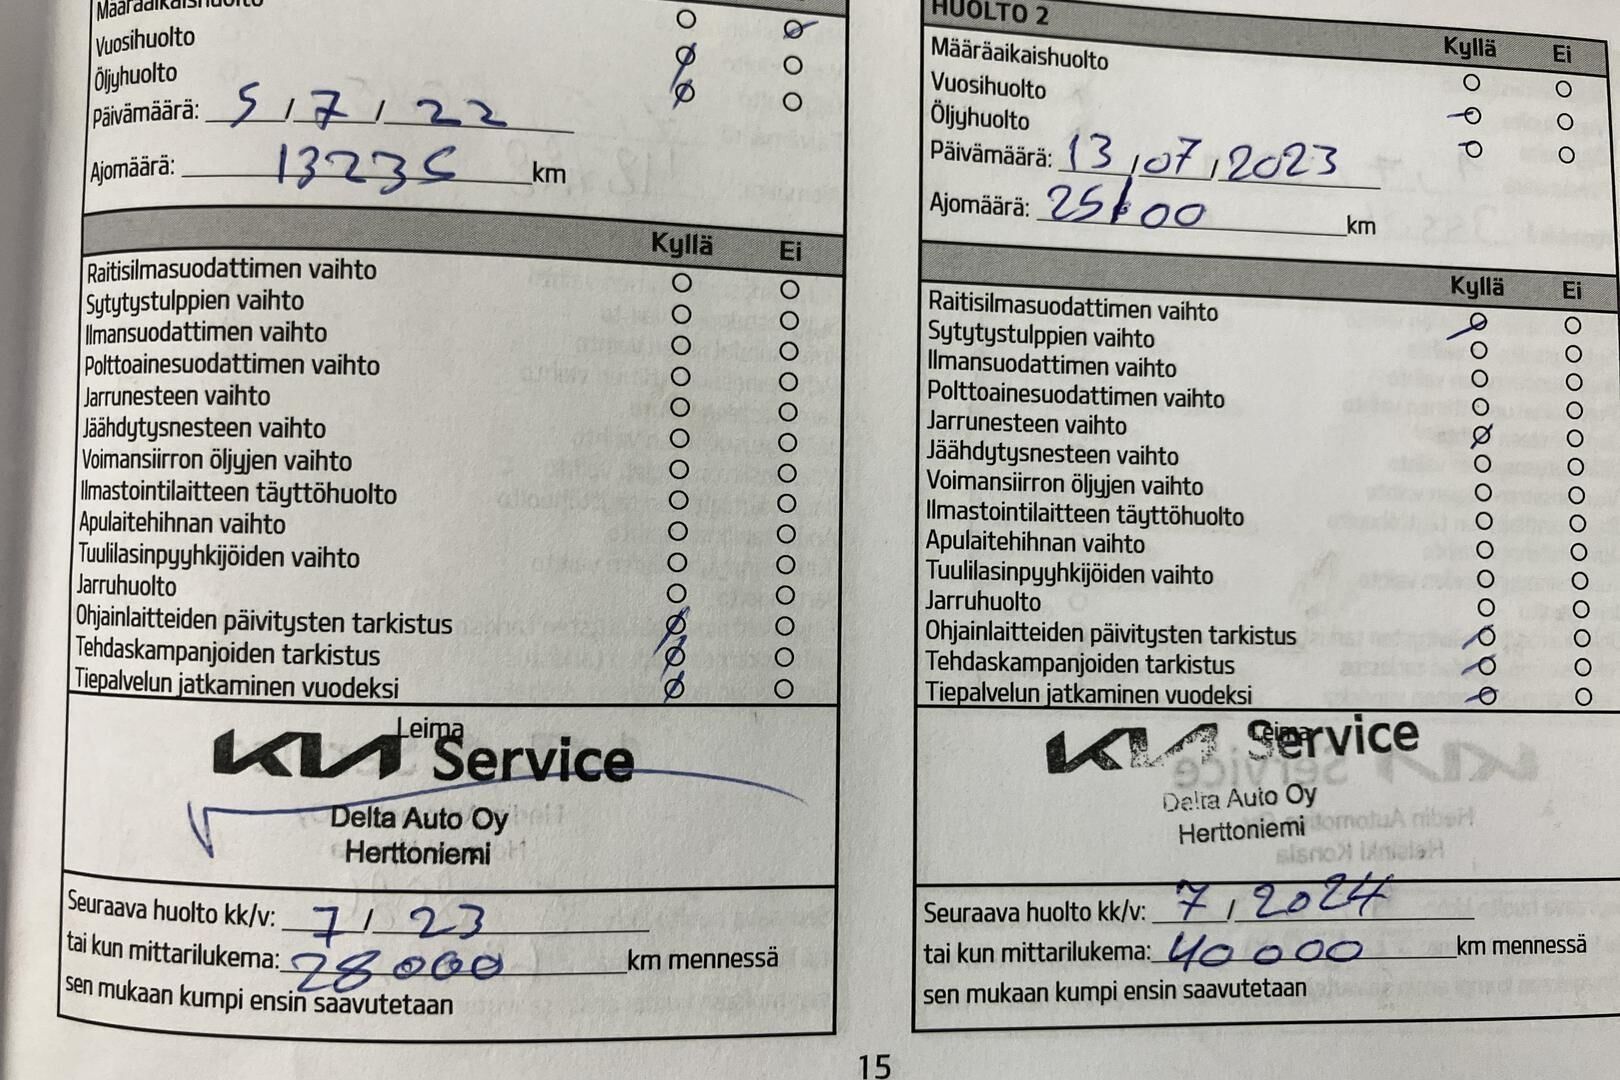 Määräaikaishuolto
Vuosihuolto
Öljyhuolto
Päivämäärä: 5 / 7 / 22
Ajomäärä: 13235 km
Kyllä Ei
Raitisilmasuodattimen vaihto
Sytytystulppien vaihto
Ilmansuodattimen vaihto
Polttoainesuodattimen vaihto
Jarrunesteen vaihto
Jäähdytysnesteen vaihto
Voimansiirron öljyjen vaihto
Ilmastointilaitteen täyttöhuolto
Apulaitehihnan vaihto
Tuulilasinpyyhkijöiden vaihto
Jarruhuolto
Ohjainlaitteiden päivitysten tarkistus
Tehdaskampanjoiden tarkistus
Tiepalvelun jatkaminen vuodeksi
Leima
KIA Service
Delta Auto Oy
Herttoniemi
Seuraava huolto kk/v: 7 / 23
tai kun mittarilukema: 28000 km mennessä
sen mukaan kumpi ensin saavutetaan
HUOLTO 2
Kyllä Ei
Määräaikaishuolto
Vuosihuolto
Öljyhuolto
Päivämäärä: 13 / 07 / 2023
Ajomäärä: km
Kyllä Ei
Raitisilmasuodattimen vaihto
Sytytystulppien vaihto
Ilmansuodattimen vaihto
Polttoainesuodattimen vaihto
Jarrunesteen vaihto
Jäähdytysnesteen vaihto
Voimansiirron öljyjen vaihto
Ilmastointilaitteen täyttöhuolto
Apulaitehihnan vaihto
Tuulilasinpyyhkijöiden vaihto
Jarruhuolto
Ohjainlaitteiden päivitysten tarkistus
Tehdaskampanjoiden tarkistus
Tiepalvelun jatkaminen vuodeksi
Leima
KIA Service
Delta Auto Oy
Herttoniemi
Seuraava huolto kk/v: 7 / 2024
tai kun mittarilukema: 40000 km mennessä
sen mukaan kumpi ensin saavutetaan
15